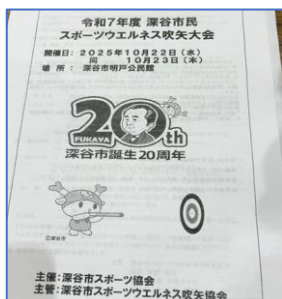 令和7年度 深谷市民
スポーツウエルネス吹矢大会
開催日: 2025年10月22日(水)
同 10月23日(木)
場 所: 深谷市明戸公民館
20th
FUKAYA
深谷市誕生20周年
©深谷市
主催:深谷市スポーツ協会
主管:深谷市スポーツウエルネス吹矢協会